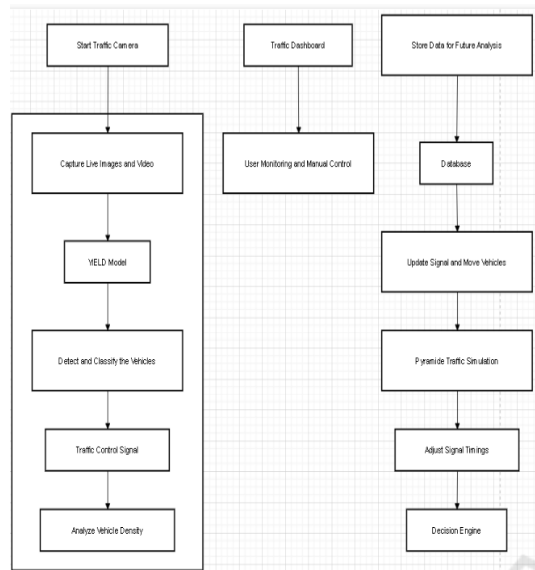 Start Traffic Camera
Capture Live Images and Video
YIELD Model
Detect and Classify the Vehicles
Traffic Control Signal
Analyze Vehicle Density
Traffic Dashboard
User Monitoring and Manual Control
Store Data for Future Analysis
Database
Update Signal and Move Vehicles
Pyramide Traffic Simulation
Adjust Signal Timings
Decision Engine